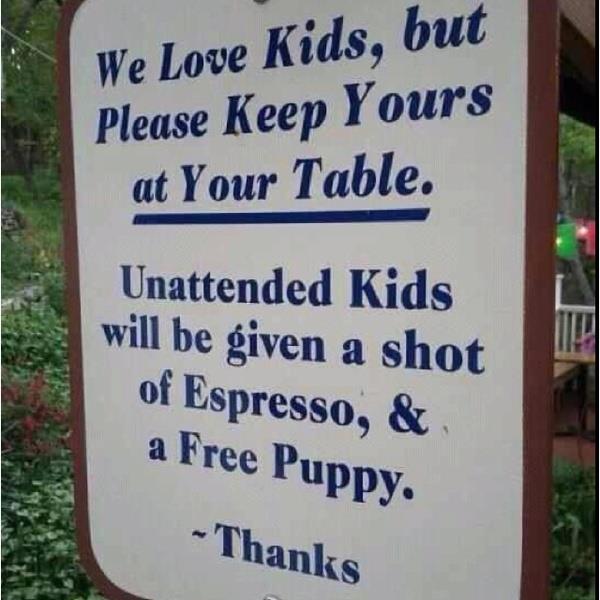 We Love Kids, but
Please Keep Yours
at Your Table.
Unattended Kids
will be given a shot
of Espresso, &
a Free Puppy.
~Thanks